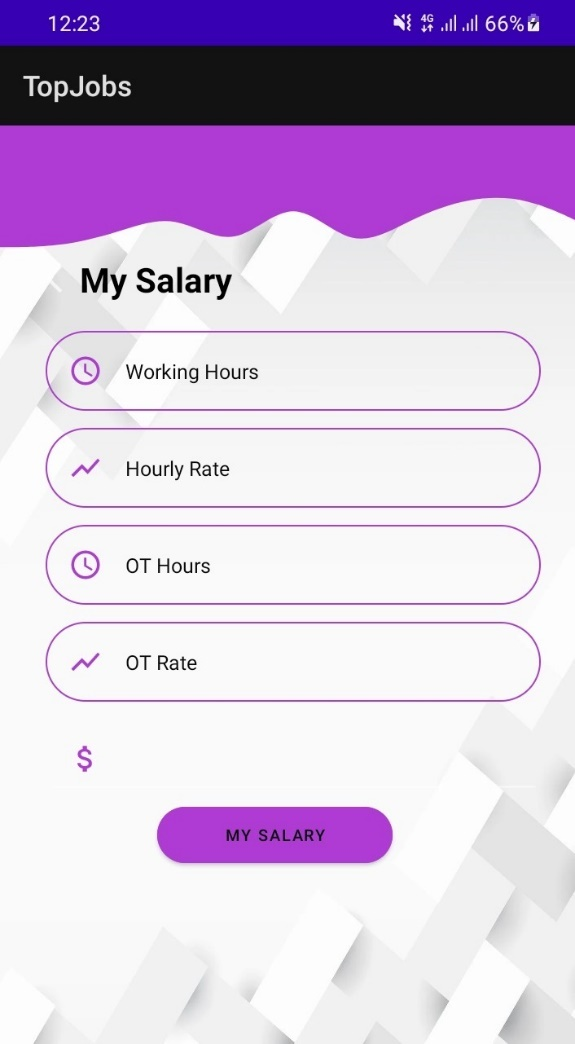 12:23 4G 66%
TopJobs
My Salary
Working Hours
Hourly Rate
OT Hours
OT Rate
$
MY SALARY